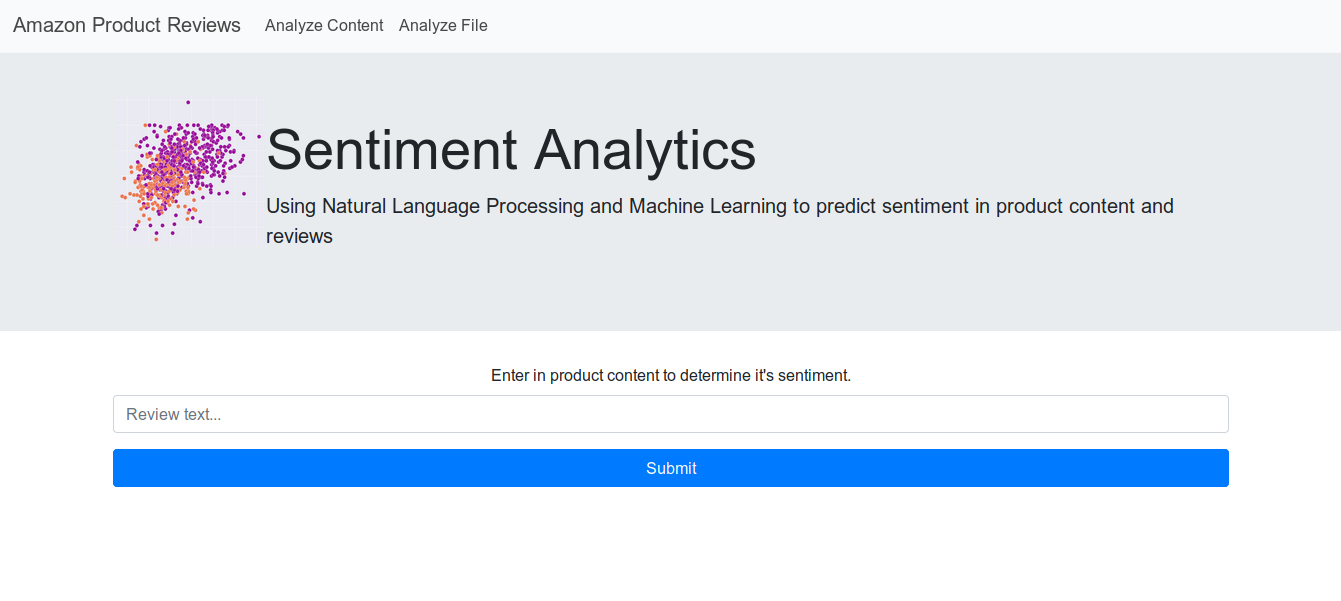 Amazon Product Reviews Analyze Content Analyze File
Sentiment Analytics
Using Natural Language Processing and Machine Learning to predict sentiment in product content and
reviews
Enter in product content to determine it's sentiment.
Review text...
Submit